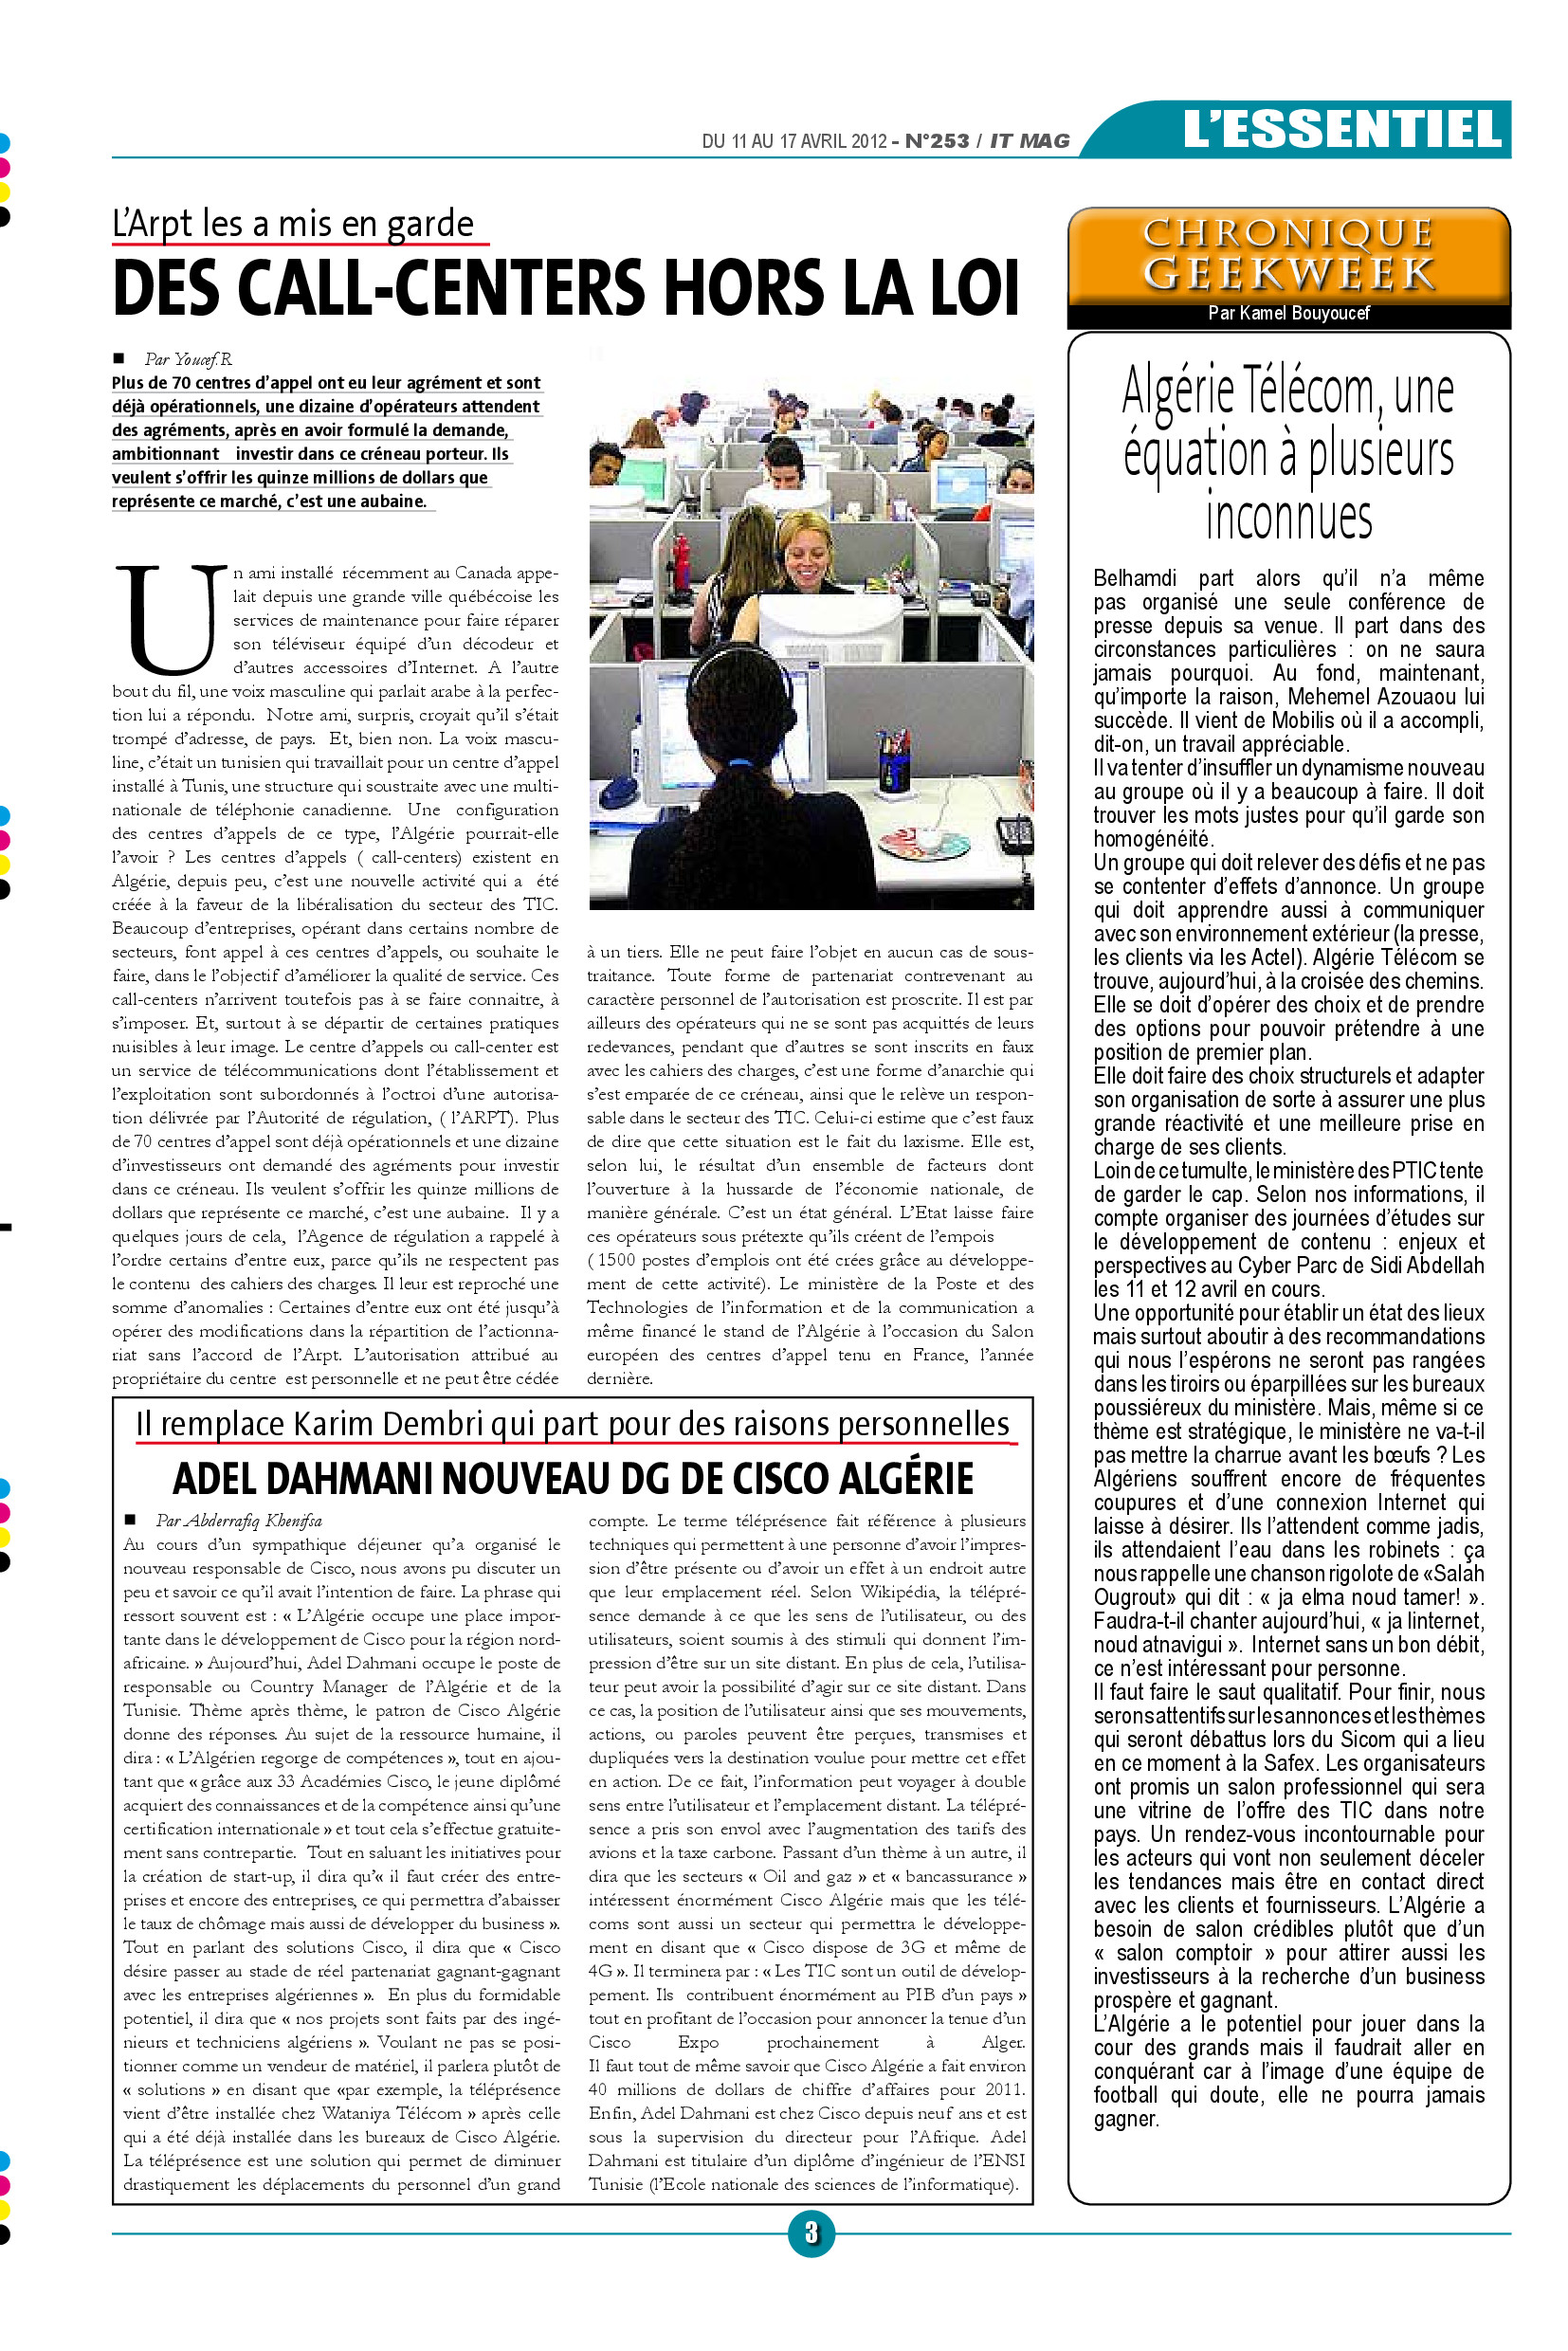 DU 11 AU 17 AVRIL 2012 - N°253 / IT MAG
L'ESSENTIEL
L'Arpt les a mis en garde
DES CALL-CENTERS HORS LA LOI
■ Par Youcef.R
Plus de 70 centres d'appel ont eu leur agrément et sont
déjà opérationnels, une dizaine d'opérateurs attendent
des agréments, après en avoir formulé la demande,
ambitionnant investir dans ce créneau porteur. Ils
veulent s'offrir les quinze millions de dollars que
représente ce marché, c'est une aubaine.
Un ami installé récemment au Canada appe-
lait depuis une grande ville québécoise les
services de maintenance pour faire réparer
son téléviseur équipé d'un décodeur et
d'autres accessoires d'Internet. A l'autre
bout du fil, une voix masculine qui parlait arabe à la perfec-
tion lui a répondu. Notre ami, surpris, croyait qu'il s'était
trompé d'adresse, de pays. Et, bien non. La voix mascu-
line, c'était un tunisien qui travaillait pour un centre d'appel
installé à Tunis, une structure qui soustraite avec une multi-
nationale de téléphonie canadienne. Une configuration
des centres d'appels de ce type, l'Algérie pourrait-elle
l'avoir ? Les centres d'appels ( call-centers) existent en
Algérie, depuis peu, c'est une nouvelle activité qui a été
créée à la faveur de la libéralisation du secteur des TIC.
Beaucoup d'entreprises, opérant dans certains nombre de
secteurs, font appel à ces centres d'appels, ou souhaite le
faire, dans le l'objectif d'améliorer la qualité de service. Ces
call-centers n'arrivent toutefois pas à se faire connaitre, à
s'imposer. Et, surtout à se départir de certaines pratiques
nuisibles à leur image. Le centre d'appels ou call-center est
un service de télécommunications dont l'établissement et
l'exploitation sont subordonnés à l'octroi d'une autorisa-
tion délivrée par l'Autorité de régulation, ( l'ARPT). Plus
de 70 centres d'appel sont déjà opérationnels et une dizaine
d'investisseurs ont demandé des agréments pour investir
dans ce créneau. Ils veulent s'offrir les quinze millions de
dollars que représente ce marché, c'est une aubaine. Il y a
quelques jours de cela, l'Agence de régulation a rappelé à
l'ordre certains d'entre eux, parce qu'ils ne respectent pas
le contenu des cahiers des charges. Il leur est reproché une
somme d'anomalies : Certaines d'entre eux ont été jusqu'à
opérer des modifications dans la répartition de l'actionna-
riat sans l'accord de l'Arpt. L'autorisation attribué au
propriétaire du centre est personnelle et ne peut être cédée
à un tiers. Elle ne peut faire l'objet en aucun cas de sous-
traitance. Toute forme de partenariat contrevenant au
caractère personnel de l'autorisation est proscrite. Il est par
ailleurs des opérateurs qui ne se sont pas acquittés de leurs
redevances, pendant que d'autres se sont inscrits en faux
avec les cahiers des charges, c'est une forme d'anarchie qui
s'est emparée de ce créneau, ainsi que le relève un respon-
sable dans le secteur des TIC. Celui-ci estime que c'est faux
de dire que cette situation est le fait du laxisme. Elle est,
selon lui, le résultat d'un ensemble de facteurs dont
l'ouverture à la hussarde de l'économie nationale, de
manière générale. C'est un état général. L'Etat laisse faire
ces opérateurs sous prétexte qu'ils créent de l'empois
( 1500 postes d'emplois ont été crées grâce au développe-
ment de cette activité). Le ministère de la Poste et des
Technologies de l'information et de la communication a
même financé le stand de l'Algérie à l'occasion du Salon
européen des centres d'appel tenu en France, l'année
dernière.
Il remplace Karim Dembri qui part pour des raisons personnelles
ADEL DAHMANI NOUVEAU DG DE CISCO ALGÉRIE
■ Par Abderrafiq Khenifsa
Au cours d'un sympathique déjeuner qu'a organisé le
nouveau responsable de Cisco, nous avons pu discuter un
peu et savoir ce qu'il avait l'intention de faire. La phrase qui
ressort souvent est : « L'Algérie occupe une place impor-
tante dans le développement de Cisco pour la région nord-
africaine. » Aujourd'hui, Adel Dahmani occupe le poste de
responsable ou Country Manager de l'Algérie et de la
Tunisie. Thème après thème, le patron de Cisco Algérie
donne des réponses. Au sujet de la ressource humaine, il
dira : « L'Algérien regorge de compétences », tout en ajou-
tant que « grâce aux 33 Académies Cisco, le jeune diplômé
acquiert des connaissances et de la compétence ainsi qu'une
certification internationale » et tout cela s'effectue gratuite-
ment sans contrepartie. Tout en saluant les initiatives pour
la création de start-up, il dira qu'« il faut créer des entre-
prises et encore des entreprises, ce qui permettra d'abaisser
le taux de chômage mais aussi de développer du business ».
Tout en parlant des solutions Cisco, il dira que « Cisco
désire passer au stade de réel partenariat gagnant-gagnant
avec les entreprises algériennes ». En plus du formidable
potentiel, il dira que « nos projets sont faits par des ingé-
nieurs et techniciens algériens ». Voulant ne pas se posi-
tionner comme un vendeur de matériel, il parlera plutôt de
« solutions » en disant que «par exemple, la téléprésence
vient d'être installée chez Wataniya Télécom » après celle
qui a été déjà installée dans les bureaux de Cisco Algérie.
La téléprésence est une solution qui permet de diminuer
drastiquement les déplacements du personnel d'un grand
compte. Le terme téléprésence fait référence à plusieurs
techniques qui permettent à une personne d'avoir l'impres-
sion d'être présente ou d'avoir un effet à un endroit autre
que leur emplacement réel. Selon Wikipédia, la télépré-
sence demande à ce que les sens de l'utilisateur, ou des
utilisateurs, soient soumis à des stimuli qui donnent l'im-
pression d'être sur un site distant. En plus de cela, l'utilisa-
teur peut avoir la possibilité d'agir sur ce site distant. Dans
ce cas, la position de l'utilisateur ainsi que ses mouvements,
actions, ou paroles peuvent être perçues, transmises et
dupliquées vers la destination voulue pour mettre cet effet
en action. De ce fait, l'information peut voyager à double
sens entre l'utilisateur et l'emplacement distant. La télépré-
sence a pris son envol avec l'augmentation des tarifs des
avions et la taxe carbone. Passant d'un thème à un autre, il
dira que les secteurs « Oil and gaz » et « bancassurance »
intéressent énormément Cisco Algérie mais que les télé-
coms sont aussi un secteur qui permettra le développe-
ment en disant que « Cisco dispose de 3G et même de
4G ». Il terminera par : « Les TIC sont un outil de dévelop-
pement. Ils contribuent énormément au PIB d'un pays »
tout en profitant de l'occasion pour annoncer la tenue d'un
Cisco Expo prochainement à Alger.
Il faut tout de même savoir que Cisco Algérie a fait environ
40 millions de dollars de chiffre d'affaires pour 2011.
Enfin, Adel Dahmani est chez Cisco depuis neuf ans et est
sous la supervision du directeur pour l'Afrique. Adel
Dahmani est titulaire d'un diplôme d'ingénieur de l'ENSI
Tunisie (l'Ecole nationale des sciences de l'informatique).
CHRONIQUE
GEEKWEEK
Par Kamel Bouyoucef
Algérie Télécom, une
équation à plusieurs
inconnues
Belhamdi part alors qu'il n'a même
pas organisé une seule conférence de
presse depuis sa venue. Il part dans des
circonstances particulières : on ne saura
jamais pourquoi. Au fond, maintenant,
qu'importe la raison, Mehemel Azouaou lui
succède. Il vient de Mobilis où il a accompli,
dit-on, un travail appréciable.
Il va tenter d'insuffler un dynamisme nouveau
au groupe où il y a beaucoup à faire. Il doit
trouver les mots justes pour qu'il garde son
homogénéité.
Un groupe qui doit relever des défis et ne pas
se contenter d'effets d'annonce. Un groupe
qui doit apprendre aussi à communiquer
avec son environnement extérieur (la presse,
les clients via les Actel). Algérie Télécom se
trouve, aujourd'hui, à la croisée des chemins.
Elle se doit d'opérer des choix et de prendre
des options pour pouvoir prétendre à une
position de premier plan.
Elle doit faire des choix structurels et adapter
son organisation de sorte à assurer une plus
grande réactivité et une meilleure prise en
charge de ses clients.
Loin de ce tumulte, le ministère des PTIC tente
de garder le cap. Selon nos informations, il
compte organiser des journées d'études sur
le développement de contenu : enjeux et
perspectives au Cyber Parc de Sidi Abdellah
les 11 et 12 avril en cours.
Une opportunité pour établir un état des lieux
mais surtout aboutir à des recommandations
qui nous l'espérons ne seront pas rangées
dans les tiroirs ou éparpillées sur les bureaux
poussiéreux du ministère. Mais, même si ce
thème est stratégique, le ministère ne va-t-il
pas mettre la charrue avant les bœufs ? Les
Algériens souffrent encore de fréquentes
coupures et d'une connexion Internet qui
laisse à désirer. Ils l'attendent comme jadis,
ils attendaient l'eau dans les robinets : ça
nous rappelle une chanson rigolote de «Salah
Ougrout» qui dit : « ja elma noud tamer! ».
Faudra-t-il chanter aujourd'hui, « ja linternet,
noud atnavigui ». Internet sans un bon débit,
ce n'est intéressant pour personne.
Il faut faire le saut qualitatif. Pour finir, nous
serons attentifs sur les annonces et les thèmes
qui seront débattus lors du Sicom qui a lieu
en ce moment à la Safex. Les organisateurs
ont promis un salon professionnel qui sera
une vitrine de l'offre des TIC dans notre
pays. Un rendez-vous incontournable pour
les acteurs qui vont non seulement déceler
les tendances mais être en contact direct
avec les clients et fournisseurs. L'Algérie a
besoin de salon crédibles plutôt que d'un
« salon comptoir » pour attirer aussi les
investisseurs à la recherche d'un business
prospère et gagnant.
L'Algérie a le potentiel pour jouer dans la
cour des grands mais il faudrait aller en
conquérant car à l'image d'une équipe de
football qui doute, elle ne pourra jamais
gagner.
3